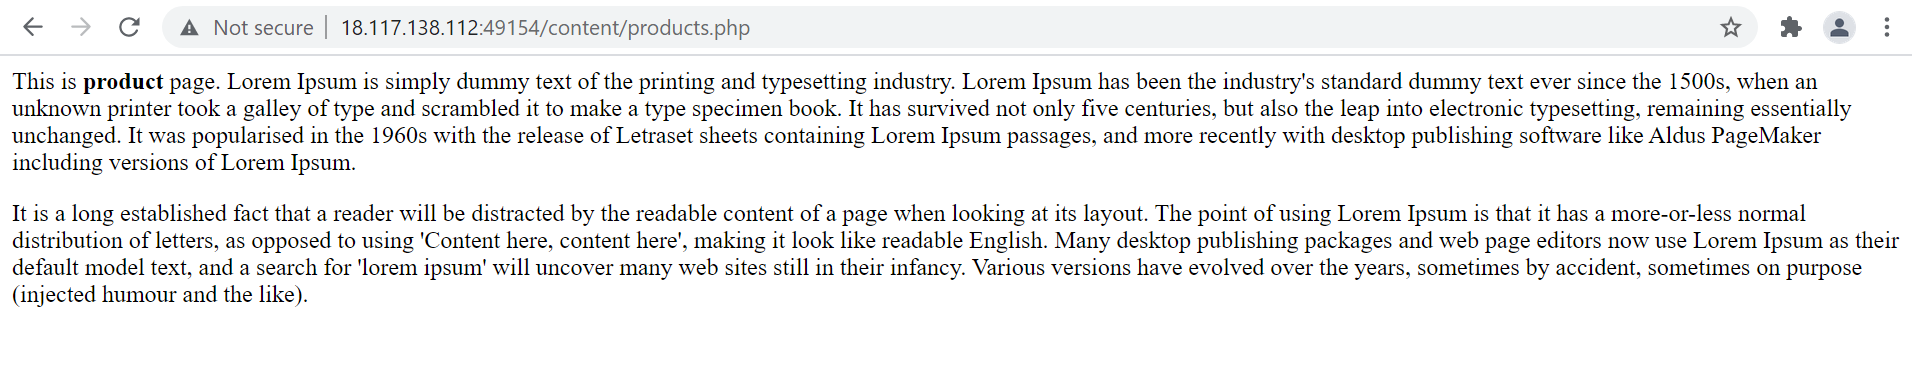 Not secure | 18.117.138.112:49154/content/products.php
This is product page. Lorem Ipsum is simply dummy text of the printing and typesetting industry. Lorem Ipsum has been the industry's standard dummy text ever since the 1500s, when an
unknown printer took a galley of type and scrambled it to make a type specimen book. It has survived not only five centuries, but also the leap into electronic typesetting, remaining essentially
unchanged. It was popularised in the 1960s with the release of Letraset sheets containing Lorem Ipsum passages, and more recently with desktop publishing software like Aldus PageMaker
including versions of Lorem Ipsum.
It is a long established fact that a reader will be distracted by the readable content of a page when looking at its layout. The point of using Lorem Ipsum is that it has a more-or-less normal
distribution of letters, as opposed to using 'Content here, content here', making it look like readable English. Many desktop publishing packages and web page editors now use Lorem Ipsum as their
default model text, and a search for 'lorem ipsum' will uncover many web sites still in their infancy. Various versions have evolved over the years, sometimes by accident, sometimes on purpose
(injected humour and the like).